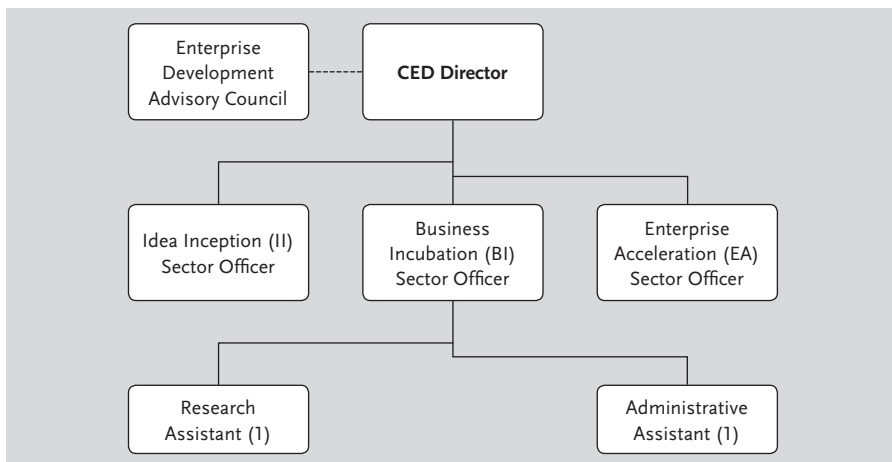 Enterprise
Development
Advisory Council
CED Director
Idea Inception (II)
Sector Officer
Business
Incubation (BI)
Sector Officer
Enterprise
Acceleration (EA)
Sector Officer
Research
Assistant (1)
Administrative
Assistant (1)